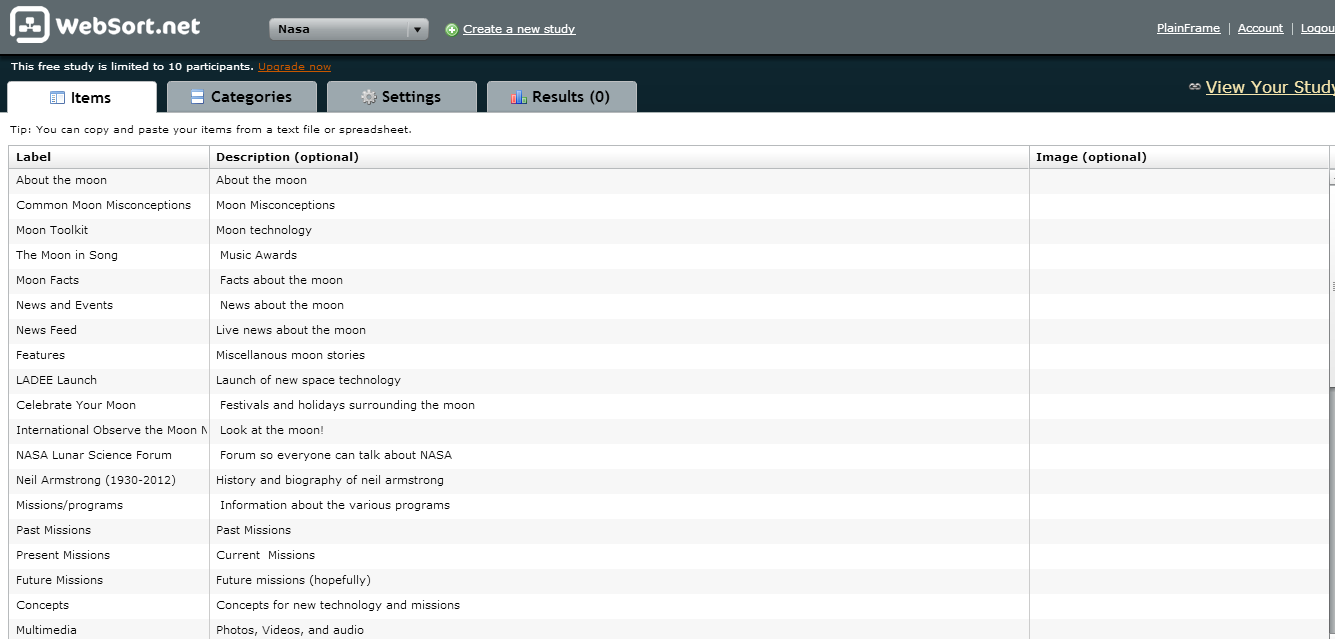 WebSort.net
Nasa
Create a new study
PlainFrame | Account | Logou
This free study is limited to 10 participants. Upgrade now
Items
Categories
Settings
Results (0)
View Your Study
Tip: You can copy and paste your items from a text file or spreadsheet.
Label Description (optional) Image (optional)
About the moon About the moon
Common Moon Misconceptions Moon Misconceptions
Moon Toolkit Moon technology
The Moon in Song Music Awards
Moon Facts Facts about the moon
News and Events News about the moon
News Feed Live news about the moon
Features Miscellanous moon stories
LADEE Launch Launch of new space technology
Celebrate Your Moon Festivals and holidays surrounding the moon
International Observe the Moon N Look at the moon!
NASA Lunar Science Forum Forum so everyone can talk about NASA
Neil Armstrong (1930-2012) History and biography of neil armstrong
Missions/programs Information about the various programs
Past Missions Past Missions
Present Missions Current Missions
Future Missions Future missions (hopefully)
Concepts Concepts for new technology and missions
Multimedia Photos, Videos, and audio